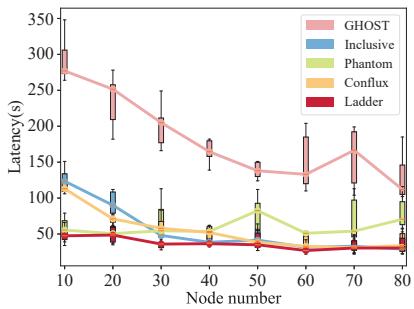 350
300
250
200
150
100
50
Latency(s)
GHOST
Inclusive
Phantom
Conflux
Ladder
10 20 30 40 50 60 70 80
Node number